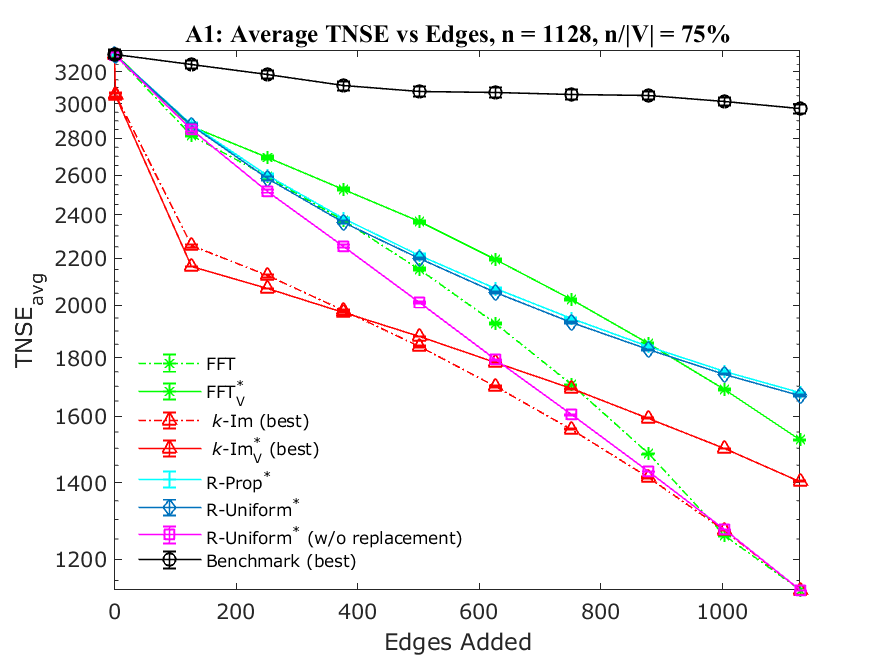 A1: Average TNSE vs Edges, n = 1128, n/|V| = 75%
3200
3000
2800
2600
2400
2200
2000
1800
1600
1400
1200
TNSE_avg
FFT
FFT*_V
k-Im (best)
k-Im*_V (best)
R-Prop*
R-Uniform*
R-Uniform* (w/o replacement)
Benchmark (best)
0 200 400 600 800 1000
Edges Added